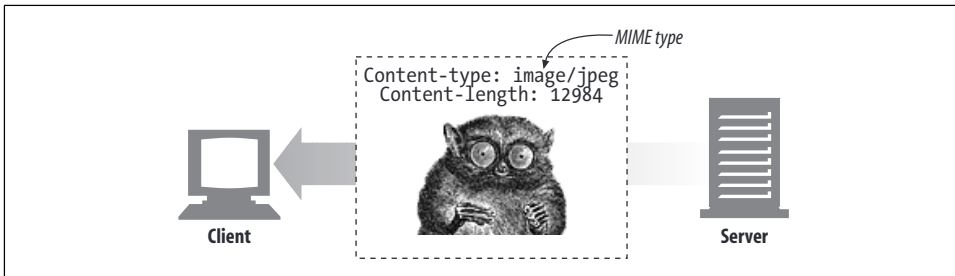 MIME type
Content-type: image/jpeg
Content-length: 12984
Client
Server